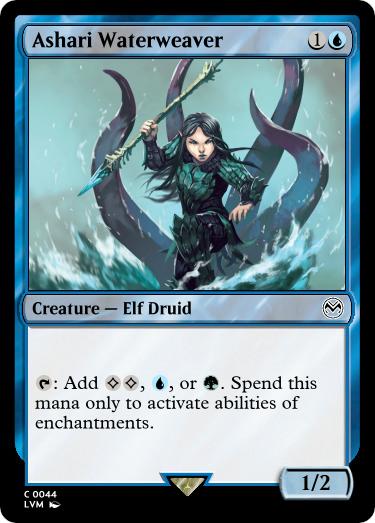 Ashari Waterweaver 1
Creature — Elf Druid
: Add , , or . Spend this
mana only to activate abilities of
enchantments.
1/2
C 0044
LVM